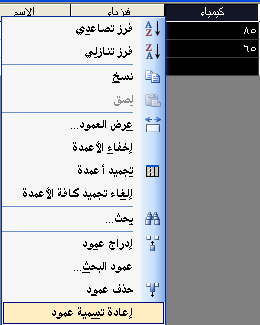 كيمياء فيزياء الاسم
٨٥
٦٥
فرز تصاعدي
فرز تنازلي
نسخ
لصق
عرض العمود...
إخفاء الأعمدة
تجميد أعمدة
إلغاء تجميد كافة الأعمدة
بحث...
إدراج عمود
عمود البحث...
حذف عمود
إعادة تسمية عمود